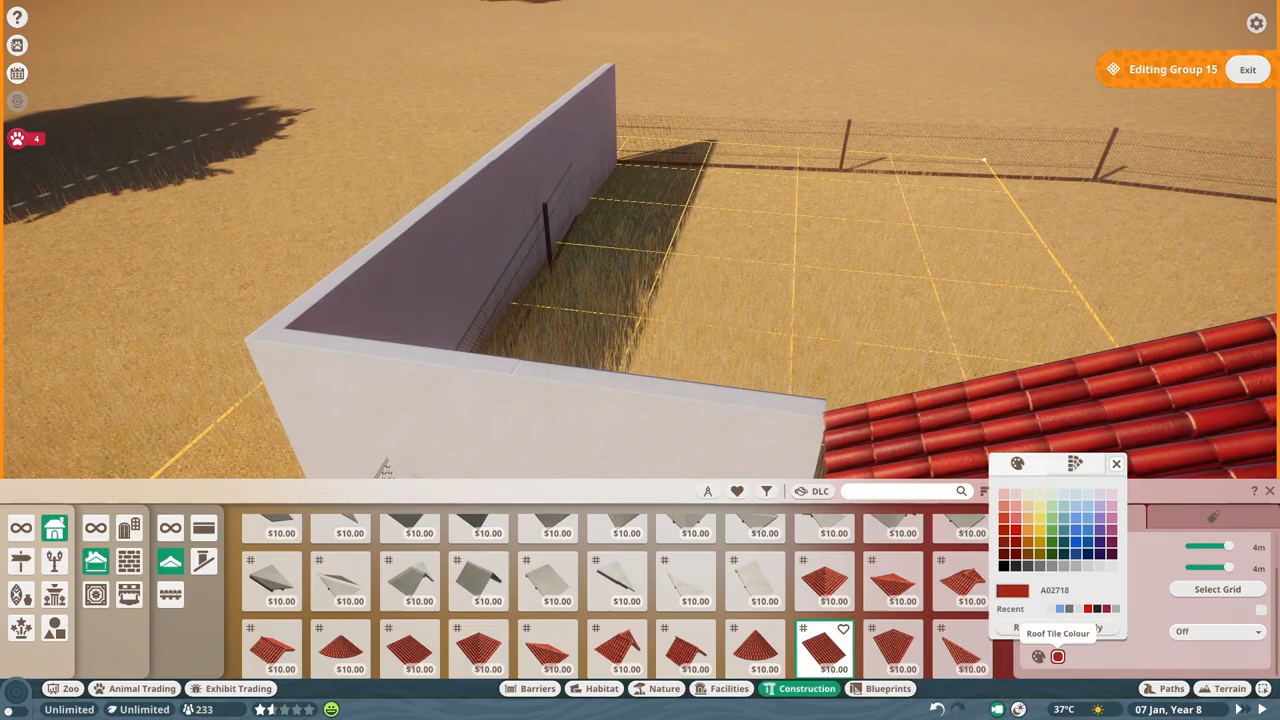 ?
Editing Group 15
Exit
4
DLC
?
$10.00 $10.00 $10.00 $10.00 $10.00 $10.00 $10.00 $10.00 $10.00 $10.00 $10.00
4m
4m
Select Grid
A02718
$10.00 $10.00 $10.00 $10.00 $10.00 $10.00 $10.00 $10.00 $10.00 $10.00 $10.00
Recent
Off
Roof Tile Colour
$10.00 $10.00 $10.00 $10.00 $10.00 $10.00 $10.00 $10.00 $10.00 $10.00 $10.00
Zoo Animal Trading Exhibit Trading Barriers Habitat Nature Facilities Construction Blueprints Paths Terrain
Unlimited Unlimited 233 37°C 07 Jan, Year 8